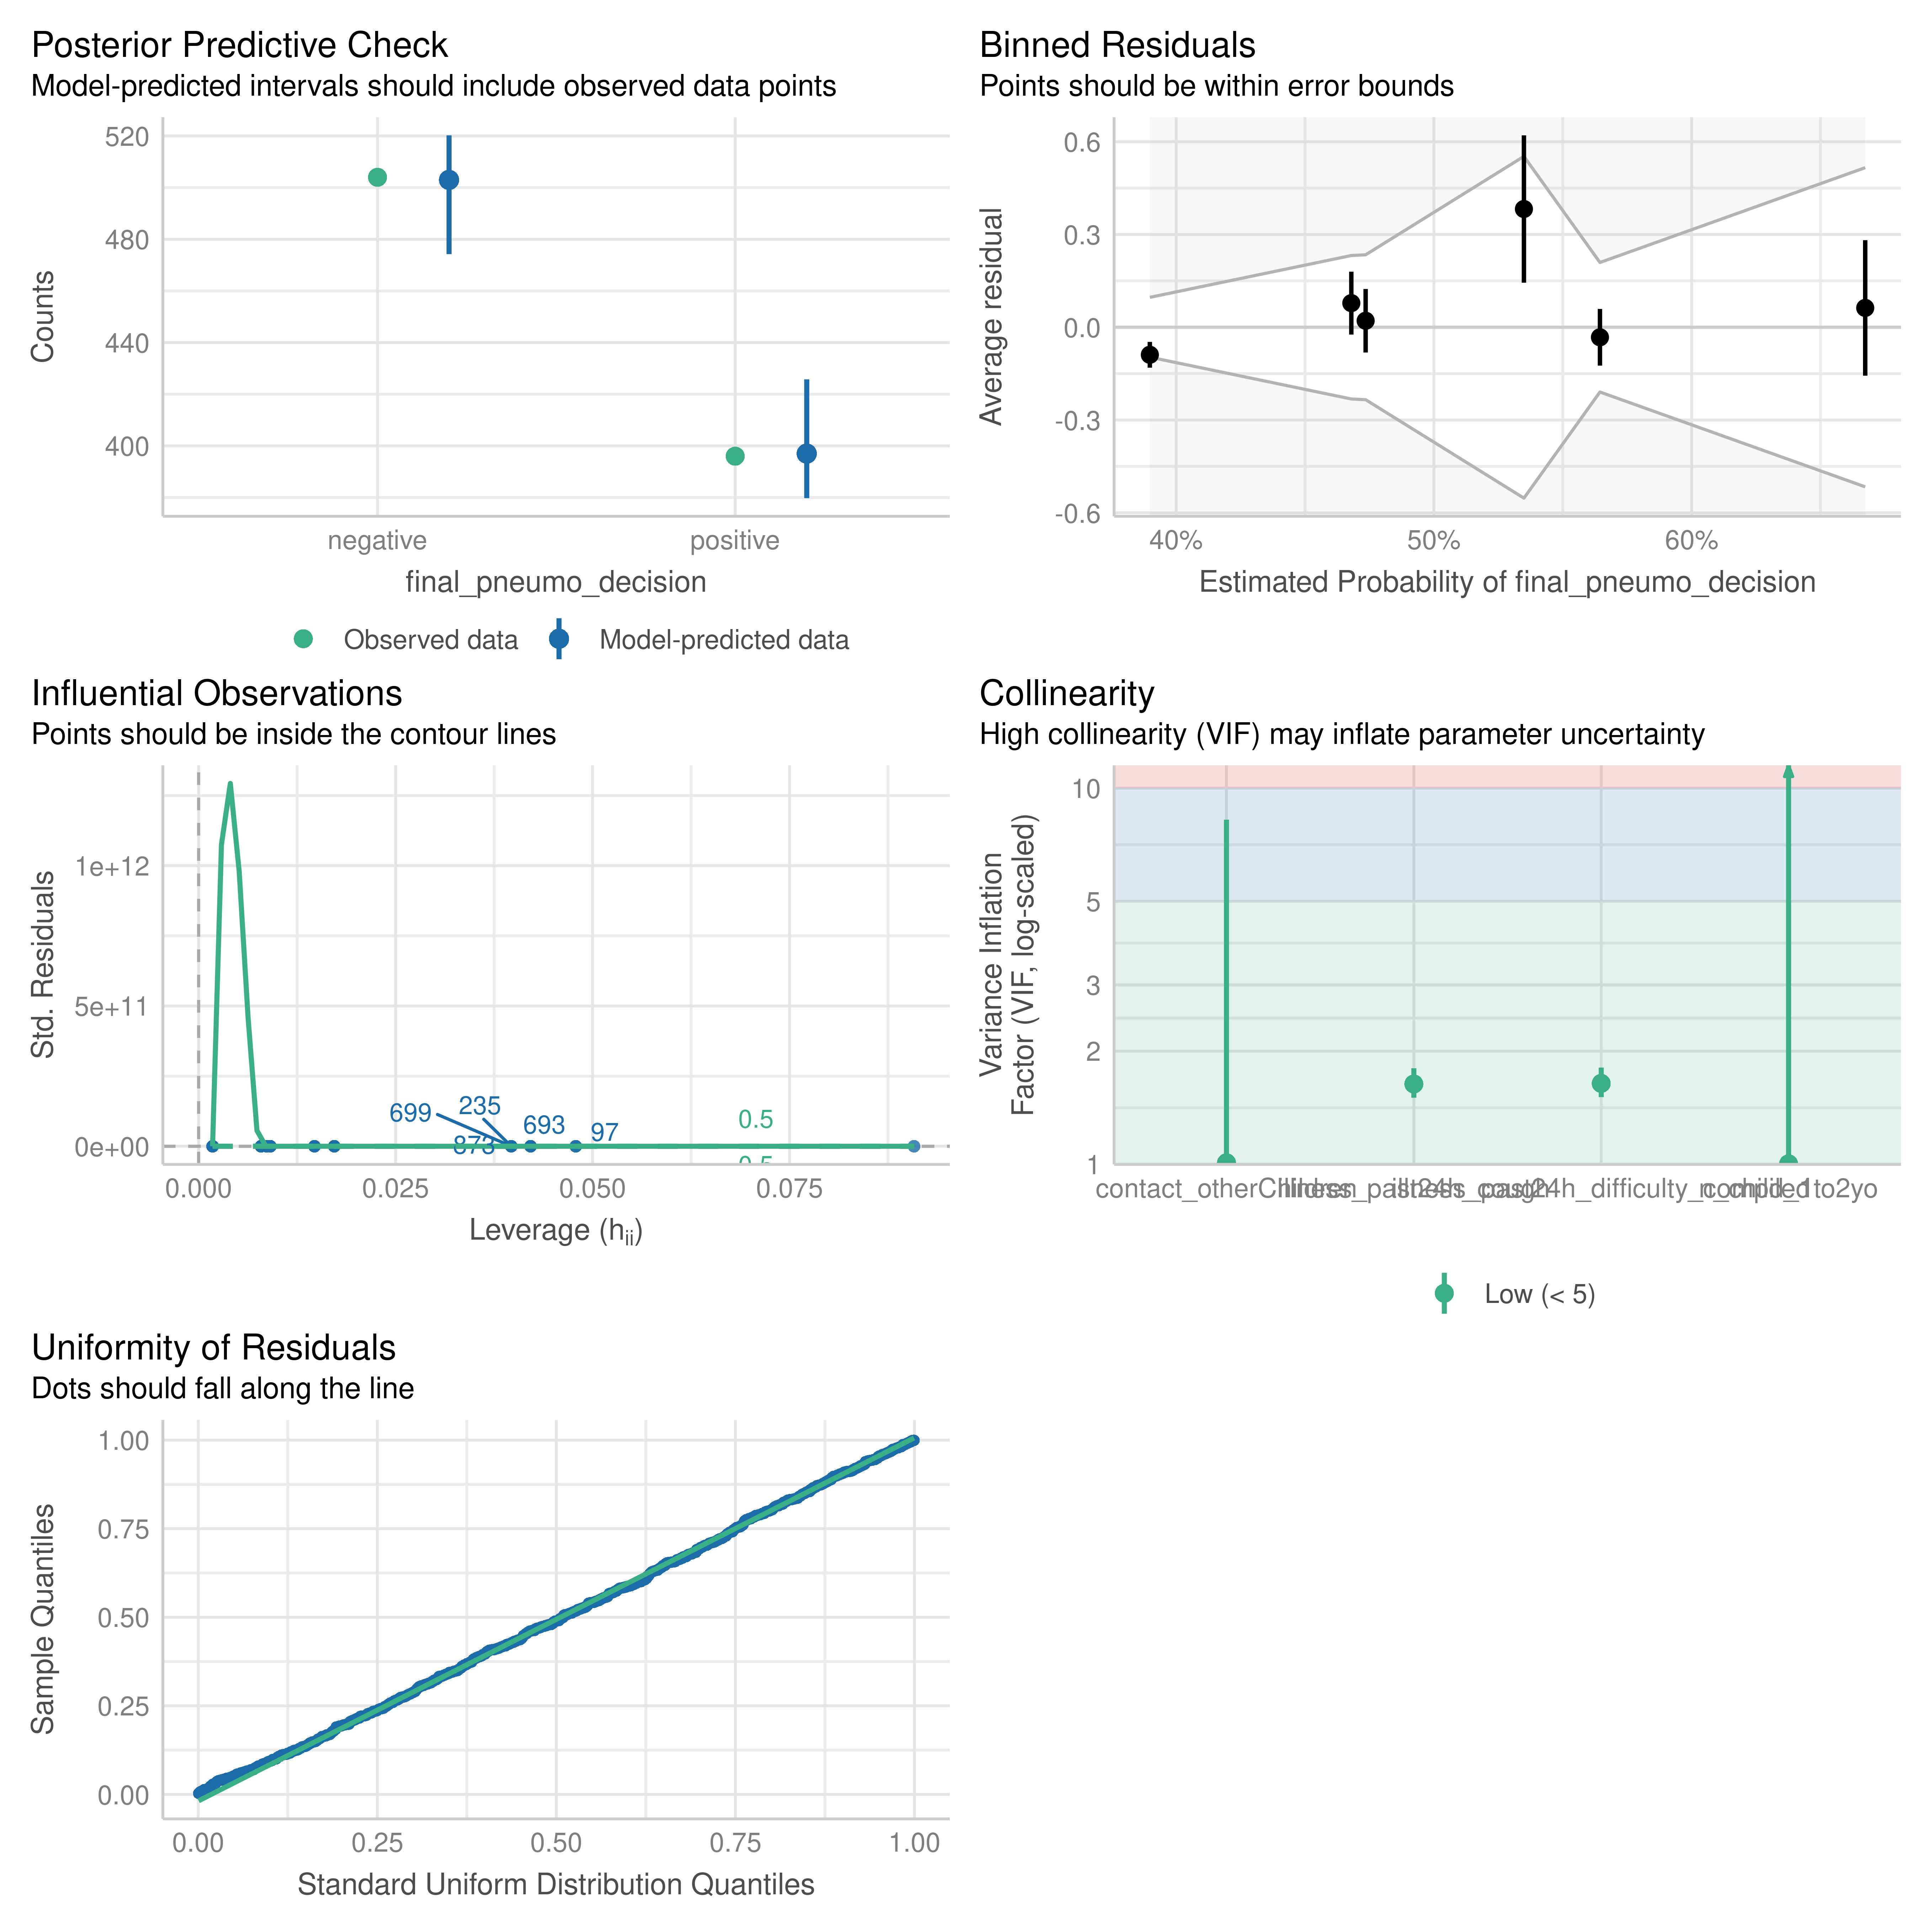 Posterior Predictive Check
Model-predicted intervals should include observed data points
520
480
440
400
Counts
negative
positive
final_pneumo_decision
Observed data
Model-predicted data
Binned Residuals
Points should be within error bounds
0.6
0.3
0.0
-0.3
-0.6
Average residual
40%
50%
60%
Estimated Probability of final_pneumo_decision
Influential Observations
Points should be inside the contour lines
1e+12
5e+11
0e+00
Std. Residuals
699
235
693
97
873
0.5
0.5
0.000
0.025
0.050
0.075
Leverage (hii)
Collinearity
High collinearity (VIF) may inflate parameter uncertainty
10
5
3
2
1
Variance Inflation
Factor (VIF, log-scaled)
contact_otherChildren
Low (< 5)
Uniformity of Residuals
Dots should fall along the line
1.00
0.75
0.50
0.25
0.00
Sample Quantiles
0.00
0.25
0.50
0.75
1.00
Standard Uniform Distribution Quantiles